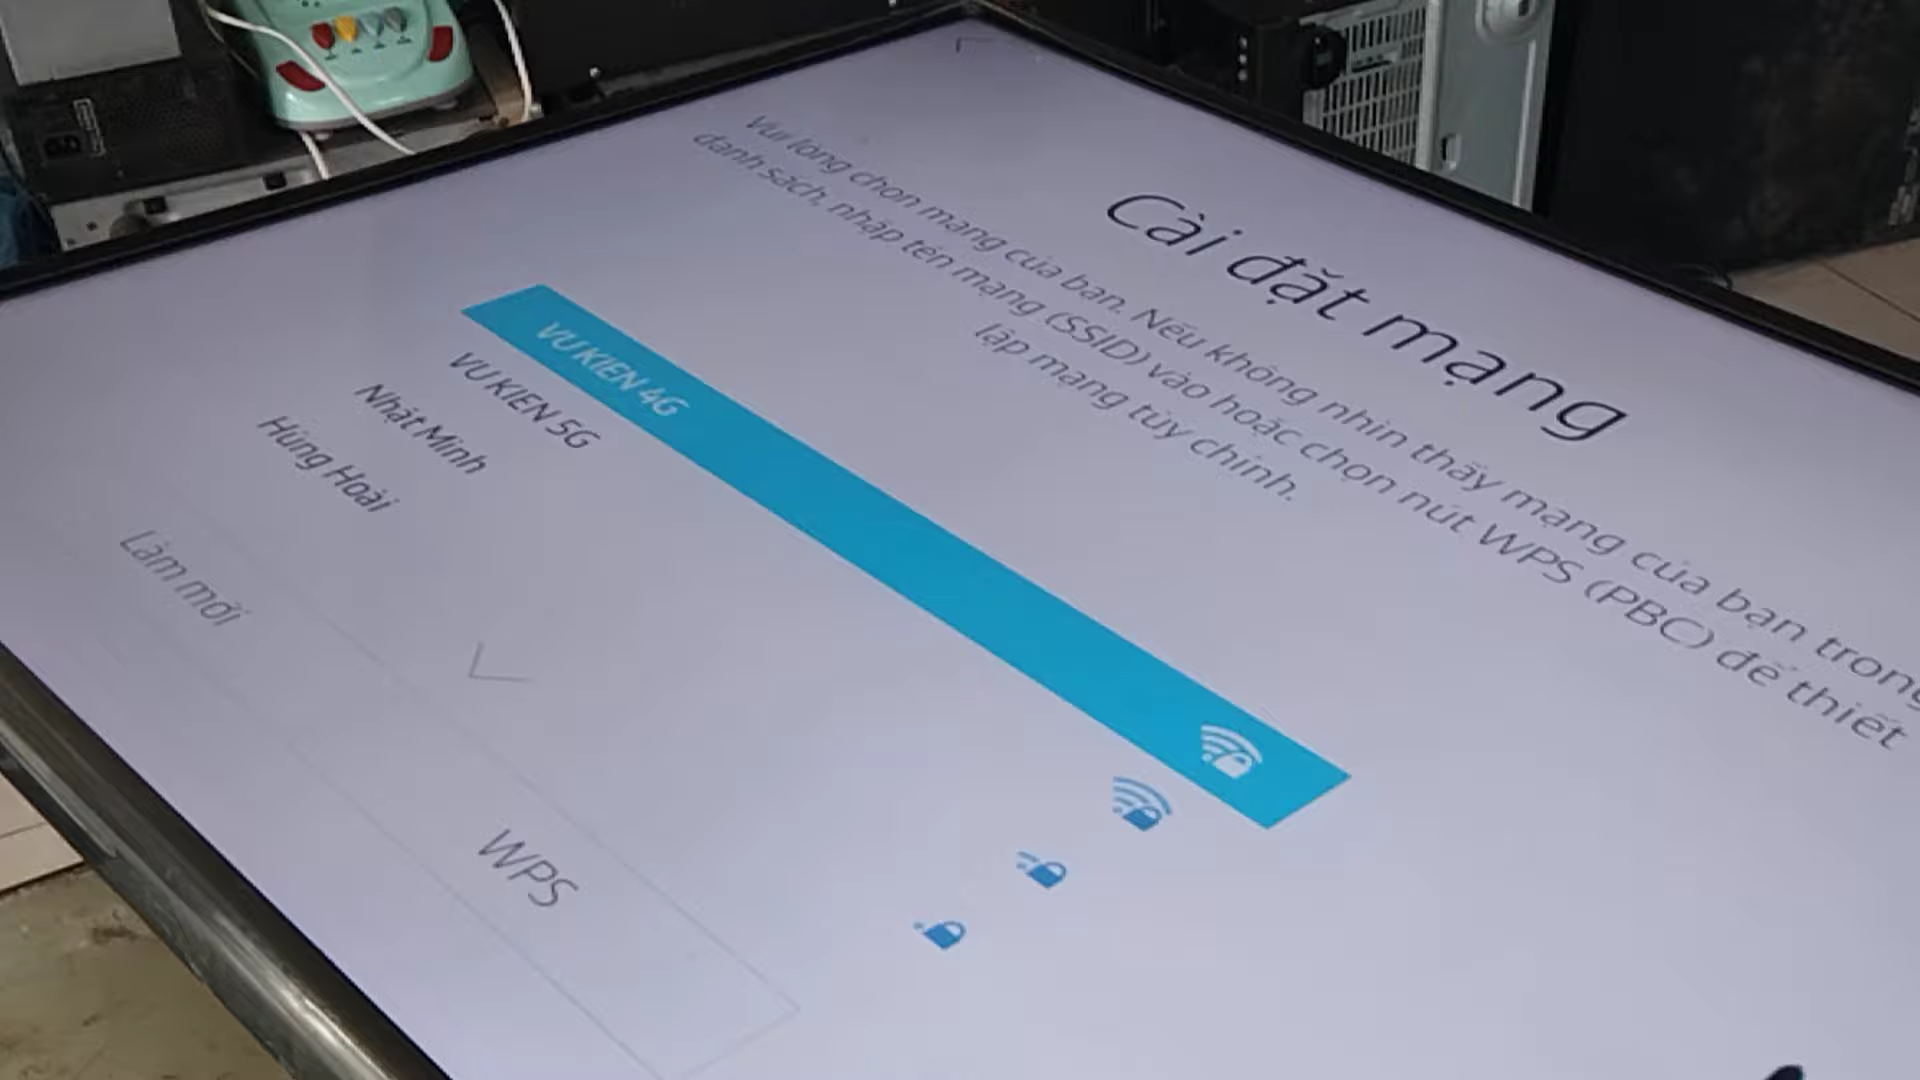 Cài đặt mạng
Vui lòng chọn mạng của bạn. Nếu không nhìn thấy mạng của bạn trong
danh sách, nhập tên mạng (SSID) vào hoặc chọn nút WPS (PBC) để thiết
lập mạng tùy chỉnh.
VU KIEN 4G
VU KIEN 5G
Nhật Minh
Hùng Hoài
Làm mới
WPS